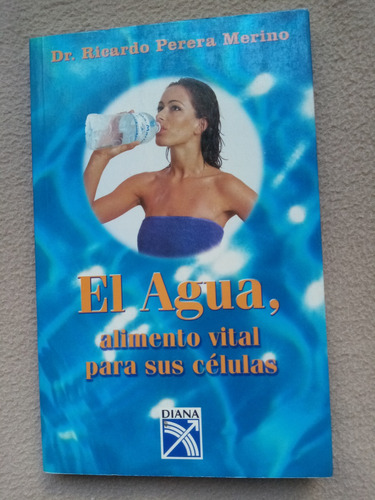 Dr. Ricardo Perera Merino
El Agua,
alimento vital
para sus células
DIANA